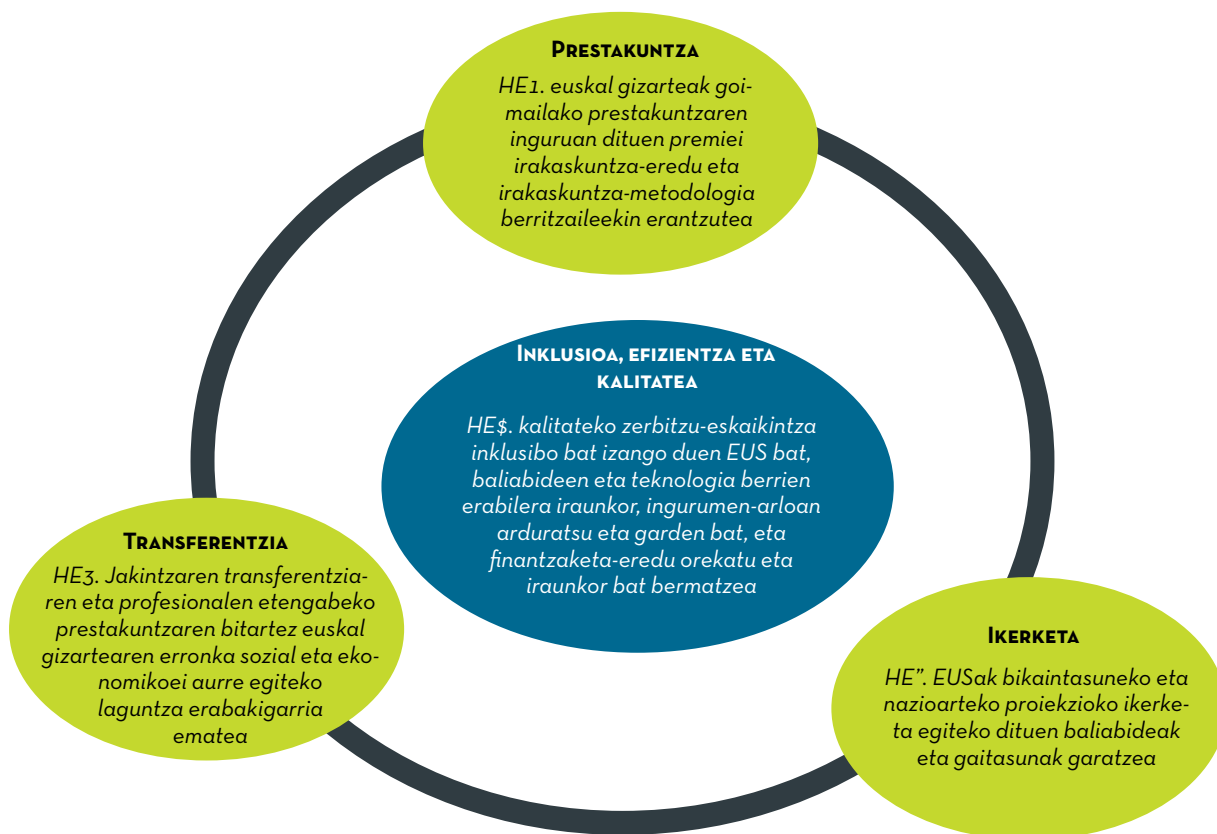 PRESTAKUNTZA
HE1. euskal gizarteak goi-
mailako prestakuntzaren
inguruan dituen premiei
irakaskuntza-eredu eta
irakaskuntza-metodologia
berritzaileekin erantzutea
INKLUSIOA, EFIZIENTZA ETA
KALITATEA
HE$. kalitateko zerbitzu-eskaikintza
inklusibo bat izango duen EUS bat,
baliabideen eta teknologia berrien
erabilera iraunkor, ingurumen-arloan
arduratsu eta garden bat, eta
finantzaketa-eredu orekatu eta
iraunkor bat bermatzea
TRANSFERENTZIA
HE3. Jakintzaren transferentzia-
ren eta profesionalen etengabeko
prestakuntzaren bitartez euskal
gizartearen erronka sozial eta eko-
nomikoei aurre egiteko
laguntza erabakigarria
ematea
IKERKETA
HE”. EUSak bikaintasuneko eta
nazioarteko proiekzioko ikerke-
ta egiteko dituen baliabideak
eta gaitasunak garatzea